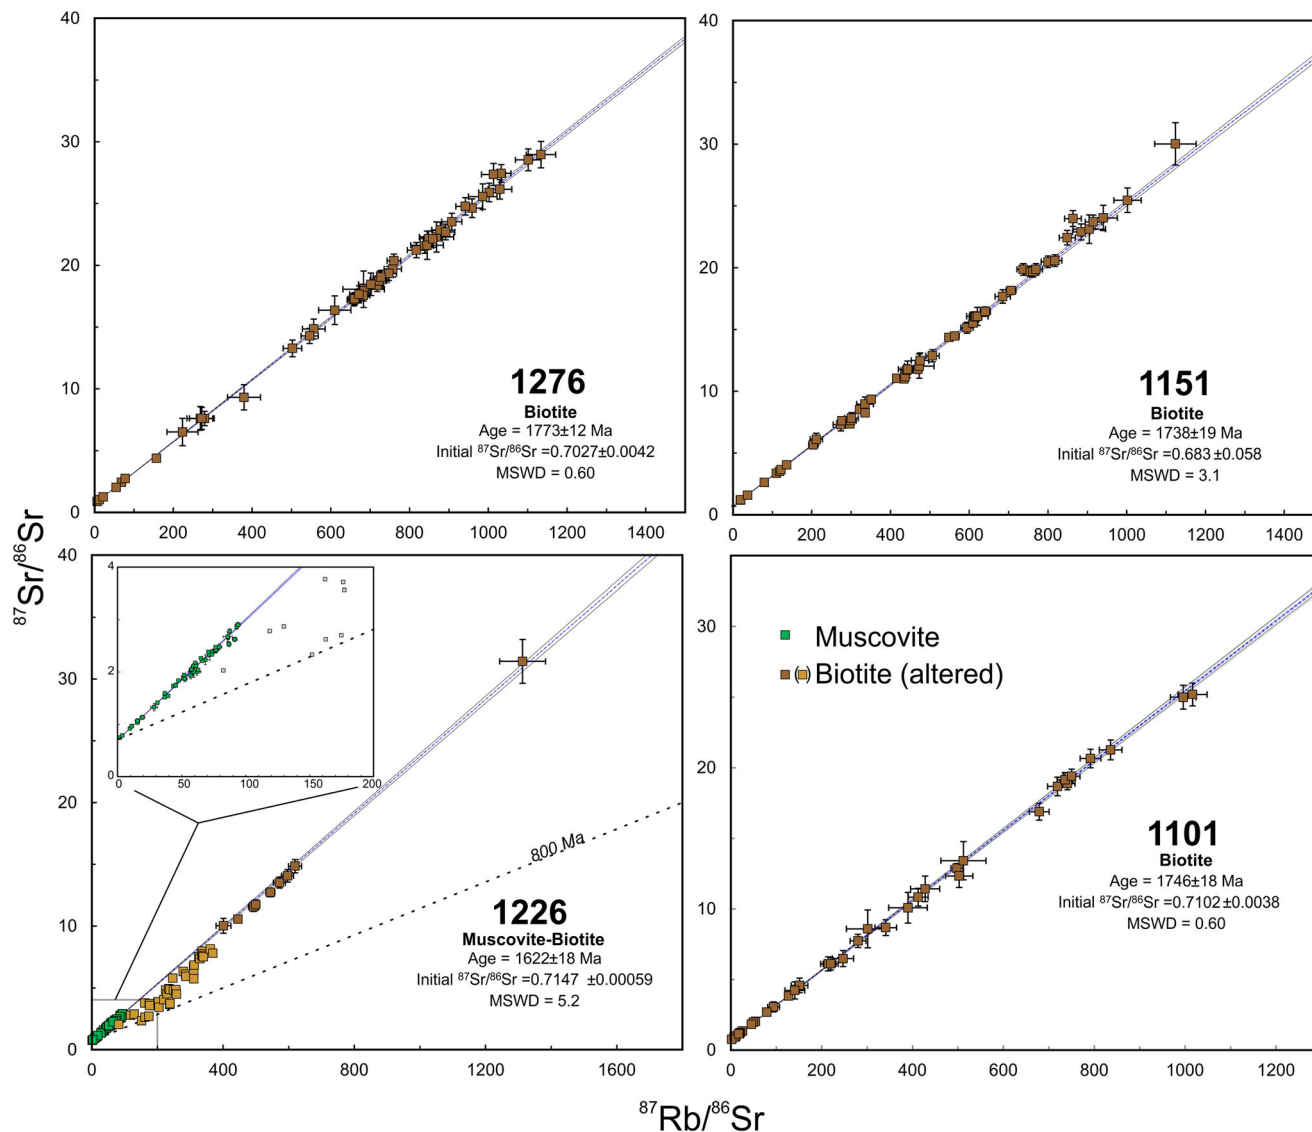 40
30
20
10
0
0 200 400 600 800 1000 1200 1400
1276
Biotite
Age = 1773±12 Ma
Initial ⁸⁷Sr/⁸⁶Sr =0.7027±0.0042
MSWD = 0.60
40
30
20
10
0
0 200 400 600 800 1000 1200 1400
1151
Biotite
Age = 1738±19 Ma
Initial ⁸⁷Sr/⁸⁶Sr =0.683 ±0.058
MSWD = 3.1
⁸⁷Sr/⁸⁶Sr
40
30
20
10
0
0 400 800 1200 1600
4
2
0
0 50 100 150 200
800 Ma
1226
Muscovite-Biotite
Age = 1622±18 Ma
Initial ⁸⁷Sr/⁸⁶Sr =0.7147 ±0.00059
MSWD = 5.2
30
20
10
0
0 200 400 600 800 1000 1200
Muscovite
( ) Biotite (altered)
1101
Biotite
Age = 1746±18 Ma
Initial ⁸⁷Sr/⁸⁶Sr =0.7102 ±0.0038
MSWD = 0.60
⁸⁷Rb/⁸⁶Sr